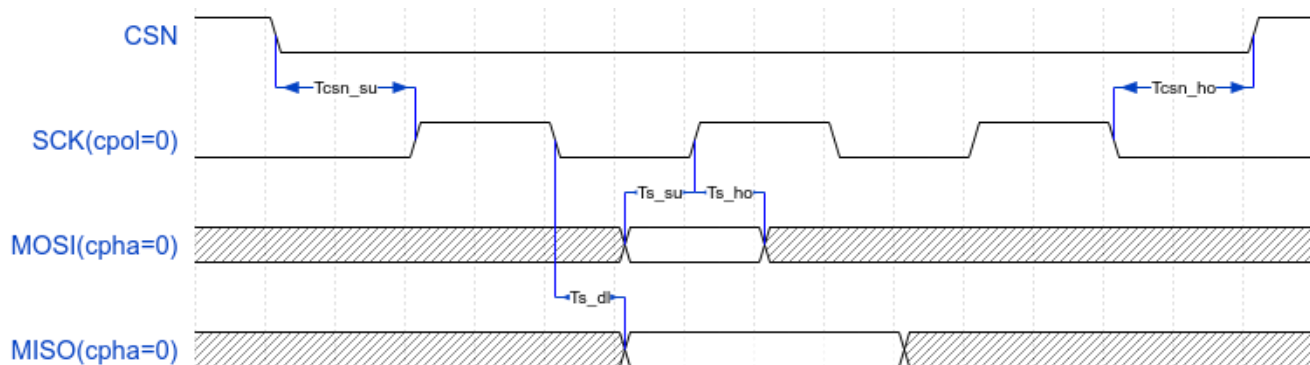 CSN
Tcsn_su
Tcsn_ho
SCK(cpol=0)
Ts_su
Ts_ho
MOSI(cpha=0)
Ts_dl
MISO(cpha=0)